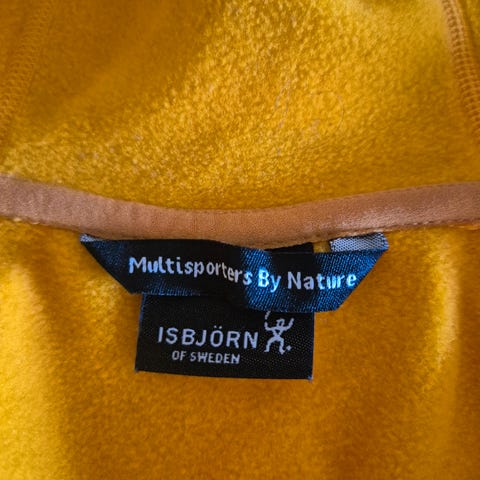 Multisporters By Nature
ISBJÖRN
OF SWEDEN